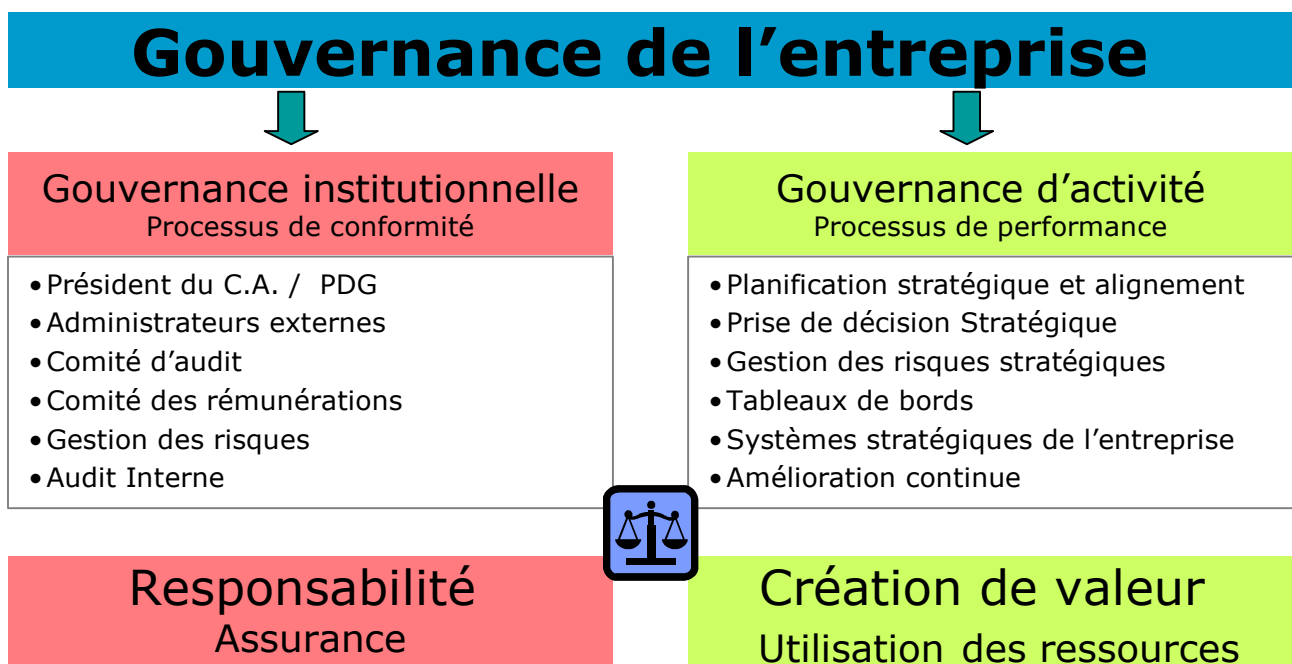 Gouvernance de l’entreprise
Gouvernance institutionnelle
Processus de conformité
•Président du C.A. / PDG
•Administrateurs externes
•Comité d’audit
•Comité des rémunérations
•Gestion des risques
•Audit Interne
Responsabilité
Assurance
Gouvernance d’activité
Processus de performance
•Planification stratégique et alignement
•Prise de décision Stratégique
•Gestion des risques stratégiques
•Tableaux de bords
•Systèmes stratégiques de l’entreprise
•Amélioration continue
Création de valeur
Utilisation des ressources